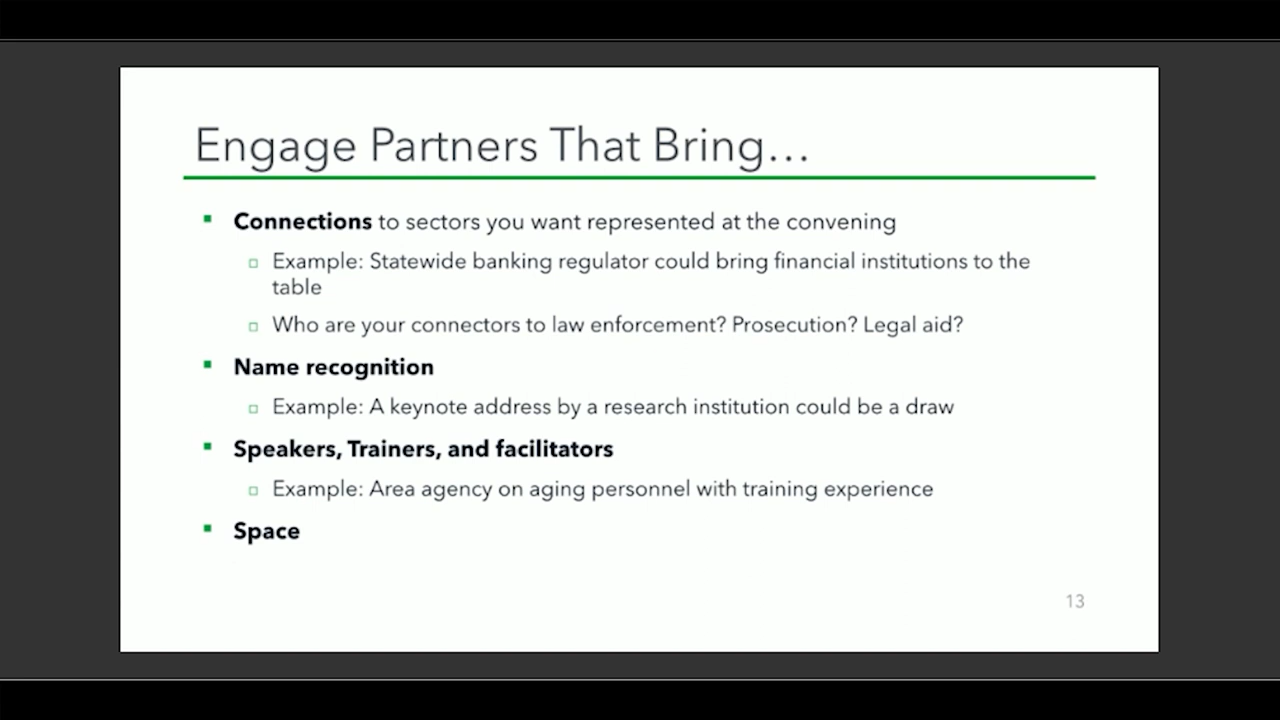 Engage Partners That Bring…
Connections to sectors you want represented at the convening
Example: Statewide banking regulator could bring financial institutions to the
table
Who are your connectors to law enforcement? Prosecution? Legal aid?
Name recognition
Example: A keynote address by a research institution could be a draw
Speakers, Trainers, and facilitators
Example: Area agency on aging personnel with training experience
Space
13